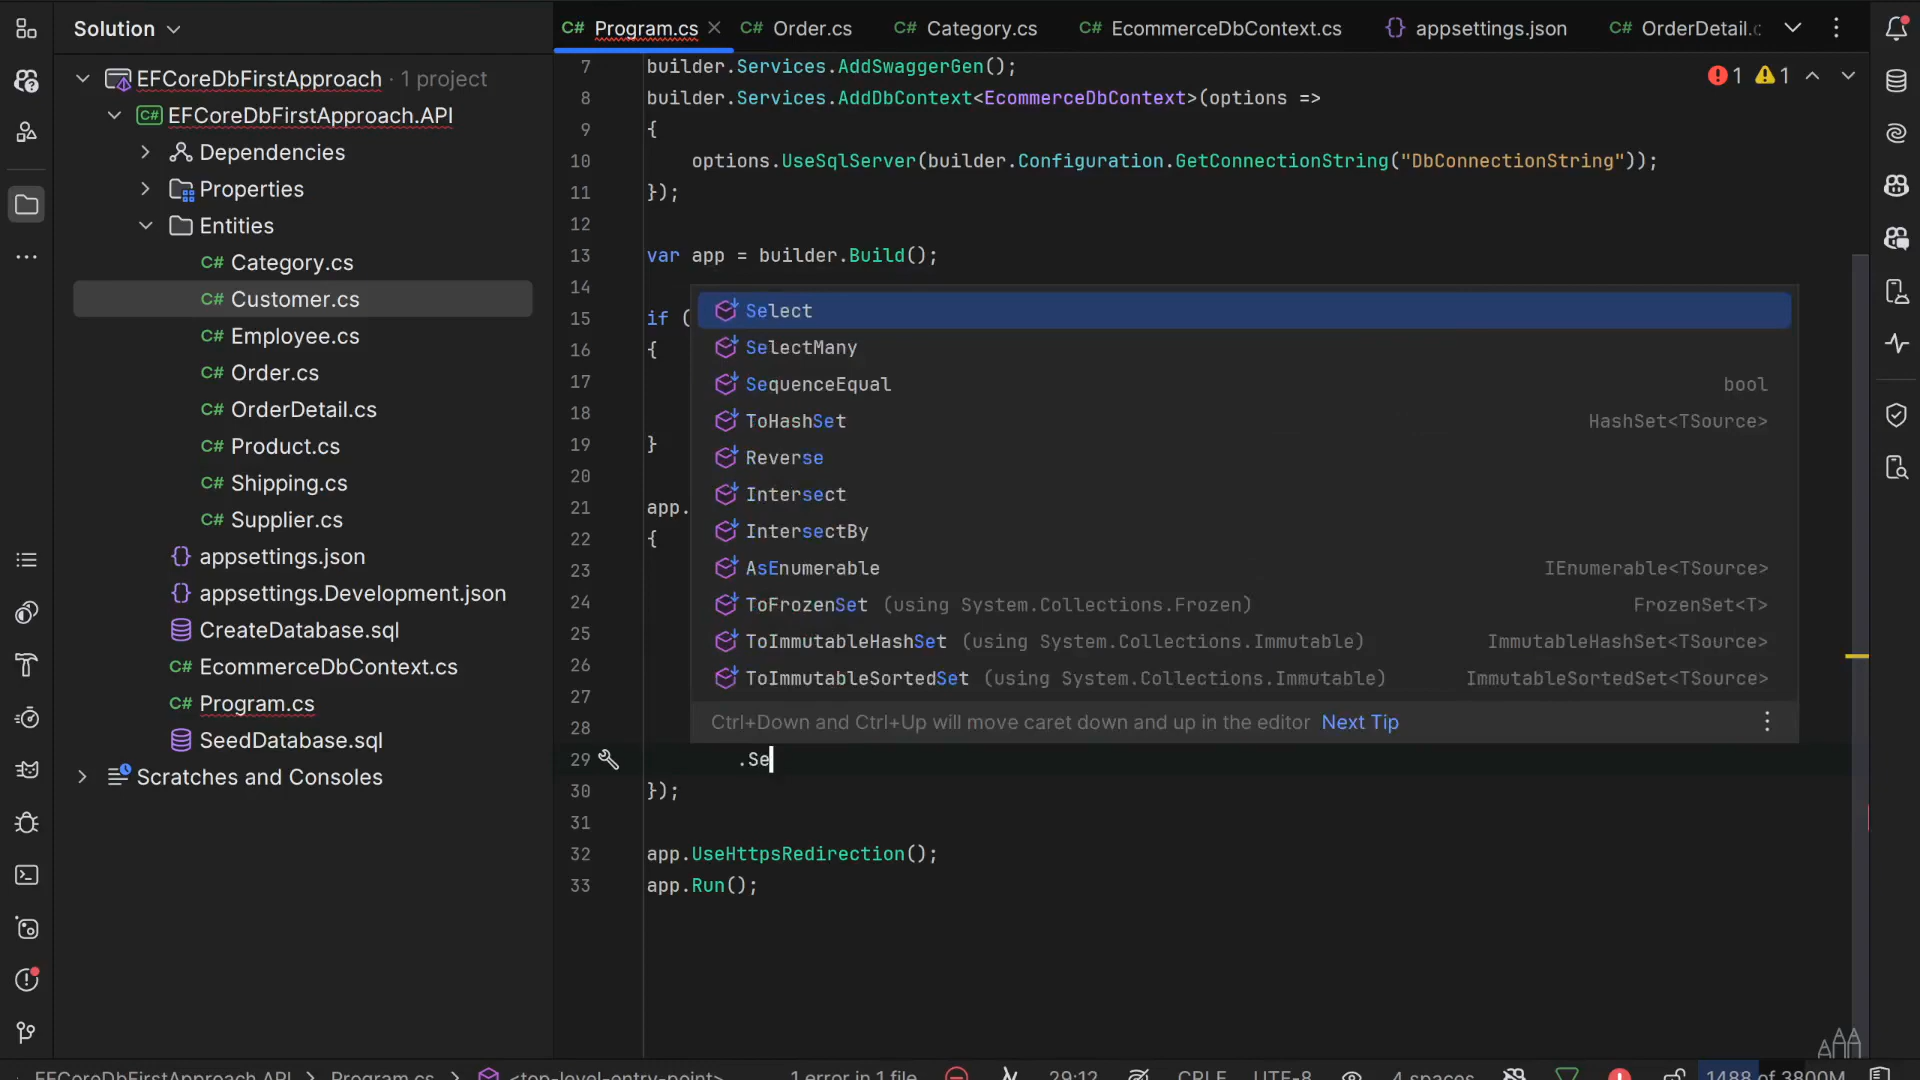 Solution
Program.cs
Order.cs
Category.cs
EcommerceDbContext.cs
appsettings.json
OrderDetail.c
EFCoreDbFirstApproach · 1 project
EFCoreDbFirstApproach.API
Dependencies
Properties
Entities
C# Category.cs
C# Customer.cs
C# Employee.cs
C# Order.cs
C# OrderDetail.cs
C# Product.cs
C# Shipping.cs
C# Supplier.cs
{} appsettings.json
{} appsettings.Development.json
CreateDatabase.sql
C# EcommerceDbContext.cs
C# Program.cs
SeedDatabase.sql
Scratches and Consoles
1 1
7 builder.Services.AddSwaggerGen();
8 builder.Services.AddDbContext<EcommerceDbContext>(options =>
9 {
10 options.UseSqlServer(builder.Configuration.GetConnectionString("DbConnectionString"));
11 });
12
13 var app = builder.Build();
14
15 if (
16 {
17
18
19 }
20
21 app.
22 {
23
24
25
26
27
28
29 .Se
30 });
31
32 app.UseHttpsRedirection();
33 app.Run();
Select
SelectMany
SequenceEqual bool
ToHashSet HashSet<TSource>
Reverse
Intersect
IntersectBy
AsEnumerable IEnumerable<TSource>
ToFrozenSet (using System.Collections.Frozen) FrozenSet<T>
ToImmutableHashSet (using System.Collections.Immutable) ImmutableHashSet<TSource>
ToImmutableSortedSet (using System.Collections.Immutable) ImmutableSortedSet<TSource>
Ctrl+Down and Ctrl+Up will move caret down and up in the editor Next Tip
EFCoreDbFirstApproach.API > Program.cs > <top-level-entry-point> 1 error in 1 file 29:12 CRLF UTF-8 4 spaces 1488 of 3800M